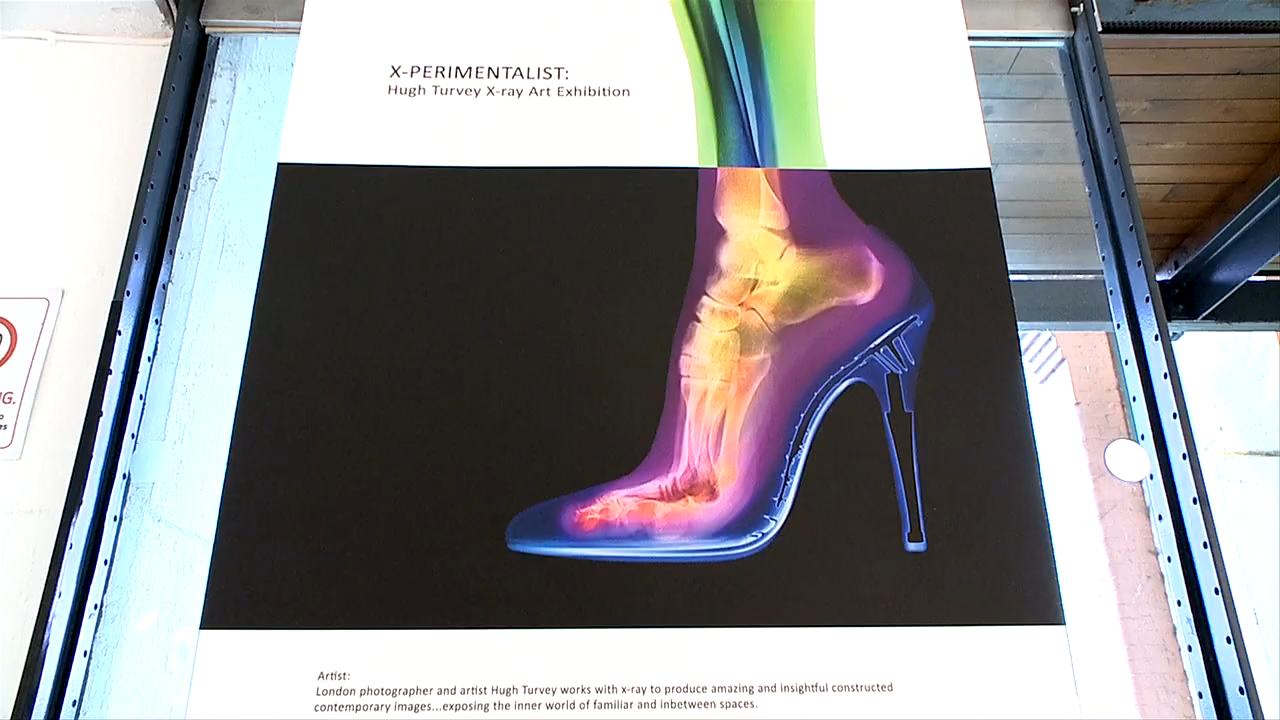 X-PERIMENTALIST:
Hugh Turvey X-ray Art Exhibition
Artist:
London photographer and artist Hugh Turvey works with x-ray to produce amazing and insightful constructed
contemporary images...exposing the inner world of familiar and inbetween spaces.